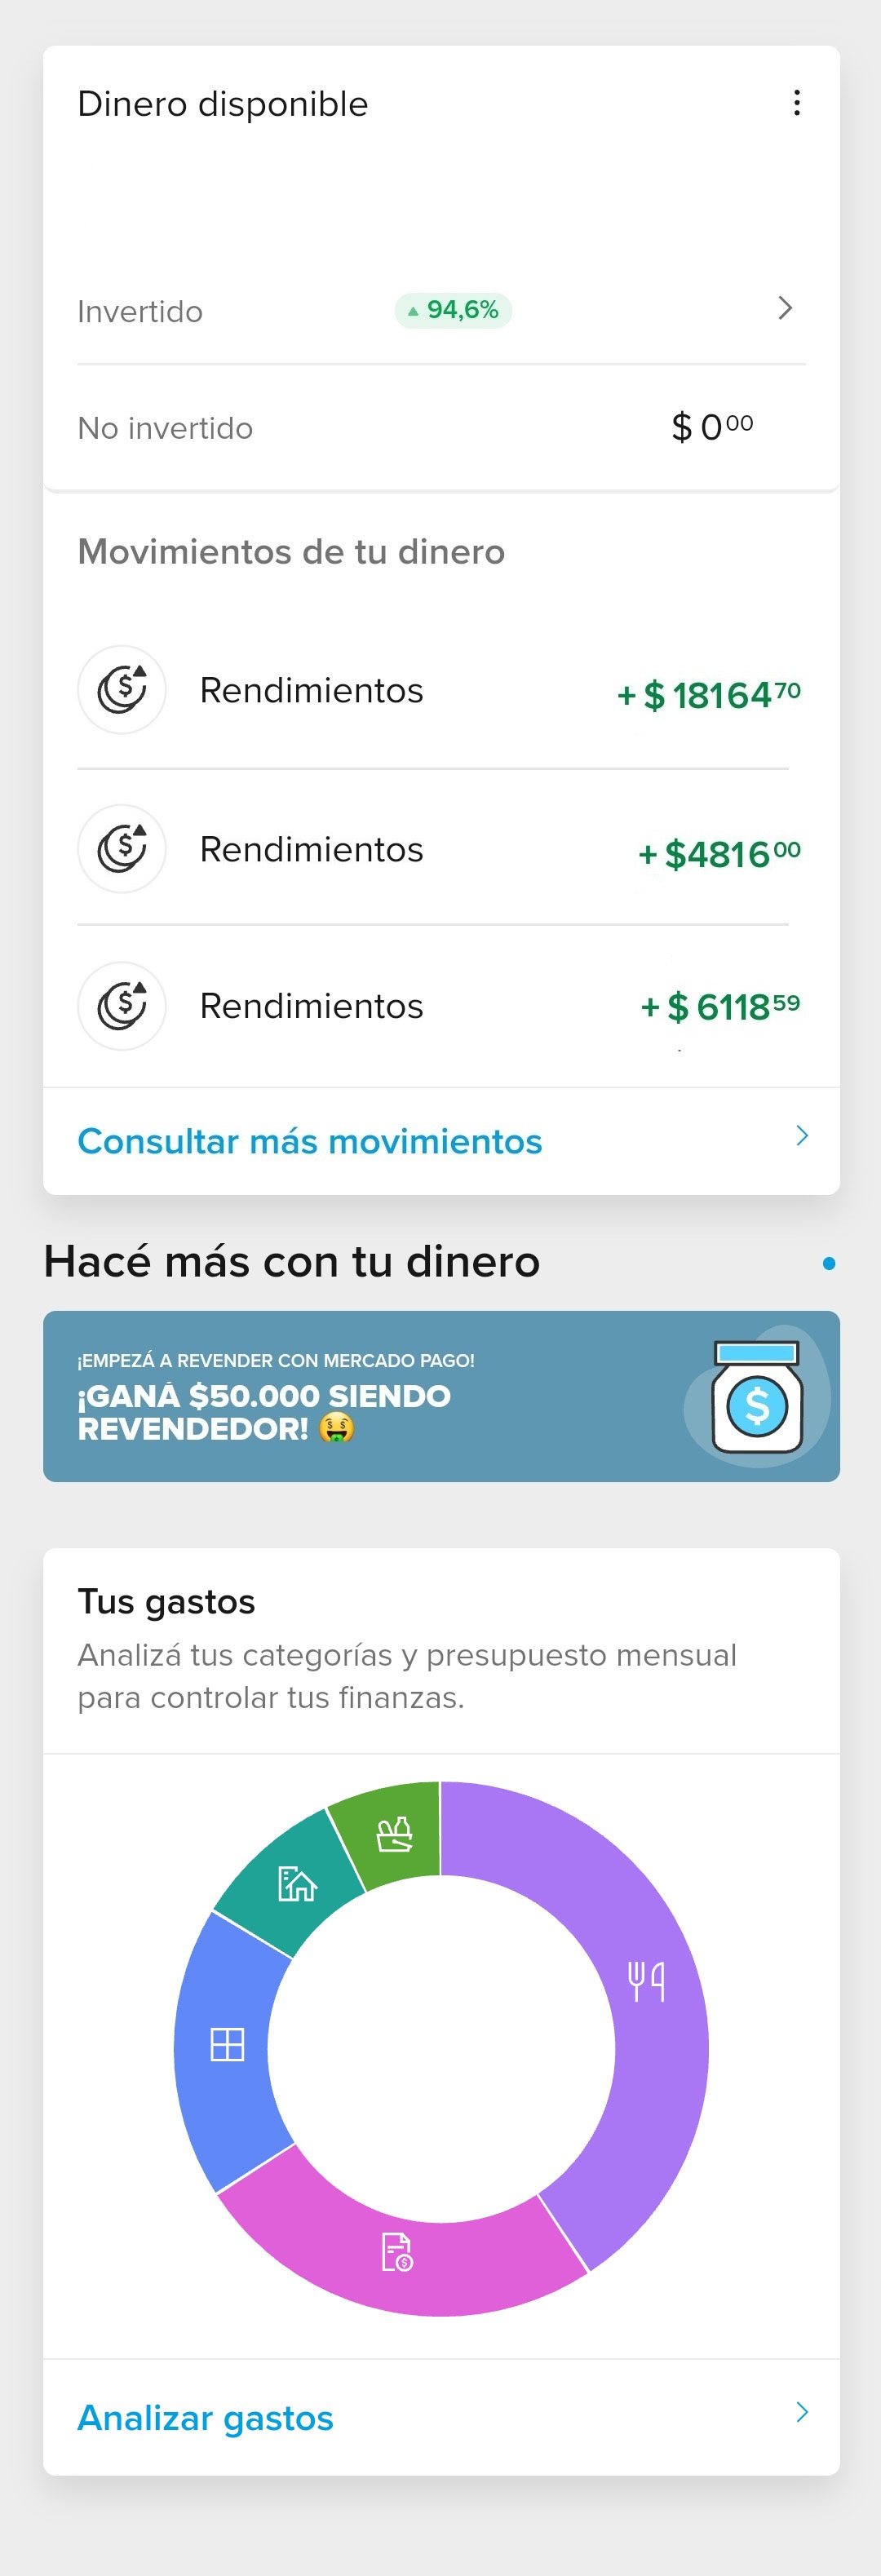 Dinero disponible
Invertido ▲ 94,6%
No invertido $ 0 00
Movimientos de tu dinero
Rendimientos + $ 18164 70
Rendimientos + $4816 00
Rendimientos + $ 6118 59
Consultar más movimientos
Hacé más con tu dinero
¡EMPEZÁ A REVENDER CON MERCADO PAGO!
¡GANÁ $50.000 SIENDO
REVENDEDOR! 🤑
Tus gastos
Analizá tus categorías y presupuesto mensual
para controlar tus finanzas.
Analizar gastos